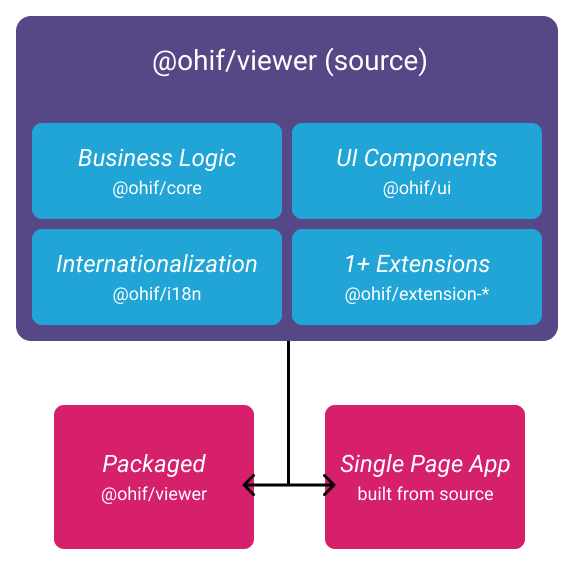 @ohif/viewer (source)
Business Logic
@ohif/core
UI Components
@ohif/ui
Internationalization
@ohif/i18n
1+ Extensions
@ohif/extension-*
Packaged
@ohif/viewer
Single Page App
built from source